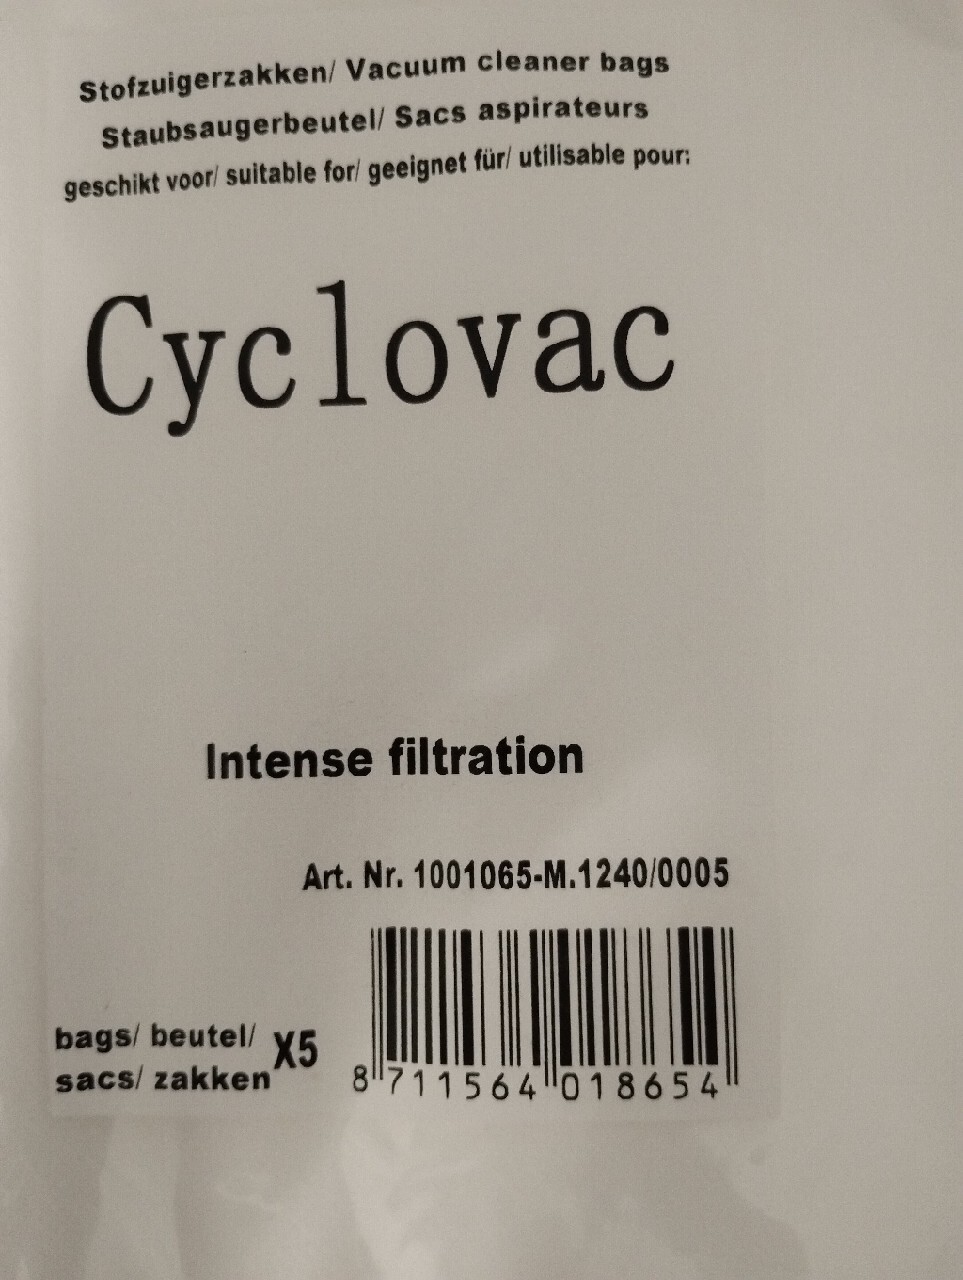 Stofzuigerzakken/ Vacuum cleaner bags
Staubsaugerbeutel/ Sacs aspirateurs
geschikt voor/ suitable for/ geeignet für/ utilisable pour:
Cyclovac
Intense filtration
Art. Nr. 1001065-M.1240/0005
bags/ beutel/
sacs/ zakken X5
8 711564 018654